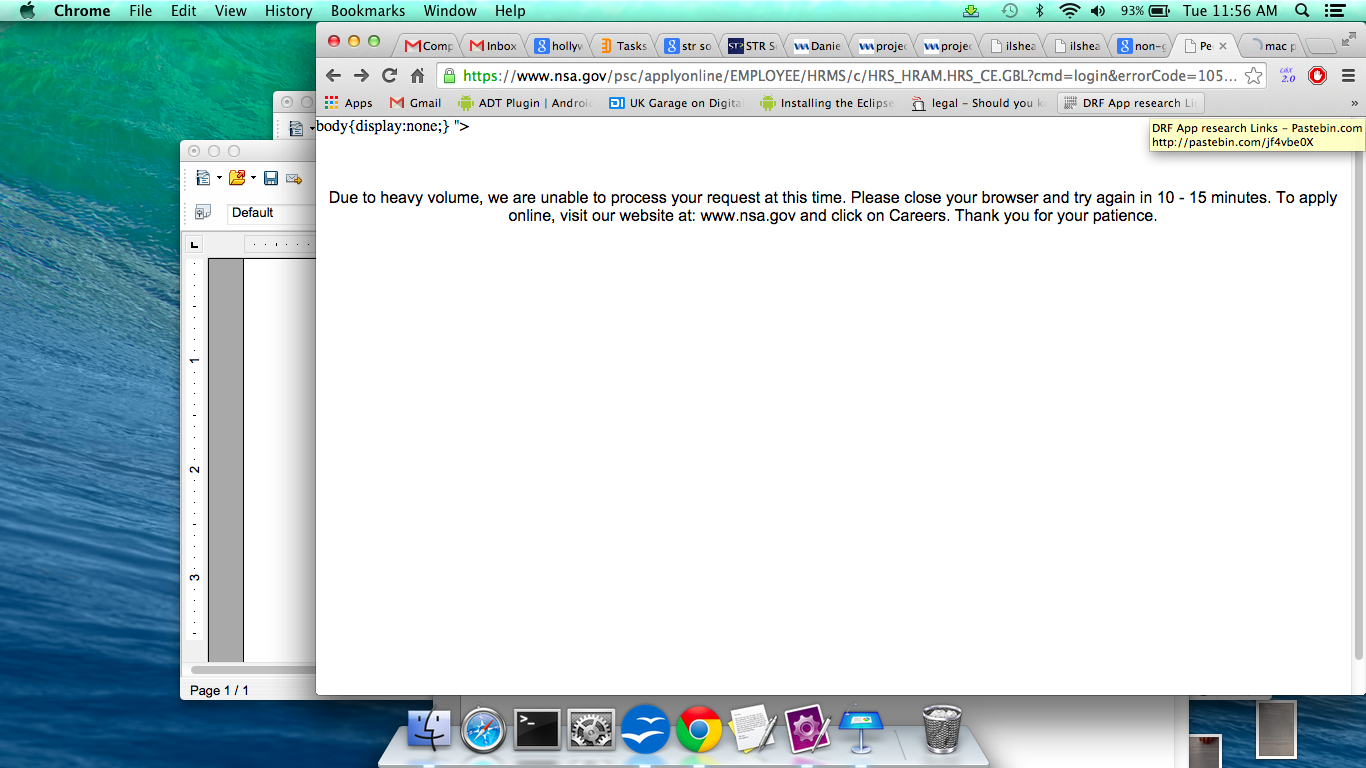 Chrome File Edit View History Bookmarks Window Help 93% Tue 11:56 AM
Comp Inbox hollyw Tasks str so STR S Danie projec projec ilshea ilshea non-g Pe mac p
https://www.nsa.gov/psc/applyonline/EMPLOYEE/HRMS/c/HRS_HRAM.HRS_CE.GBL?cmd=login&errorCode=105... 2.0
Apps Gmail ADT Plugin | Androi UK Garage on Digita Installing the Eclipse legal – Should you k DRF App research Li »
body{display:none;} ">
DRF App research Links – Pastebin.com
http://pastebin.com/jf4vbe0X
Due to heavy volume, we are unable to process your request at this time. Please close your browser and try again in 10 - 15 minutes. To apply
online, visit our website at: www.nsa.gov and click on Careers. Thank you for your patience.
Default
1
2
3
Page 1 / 1